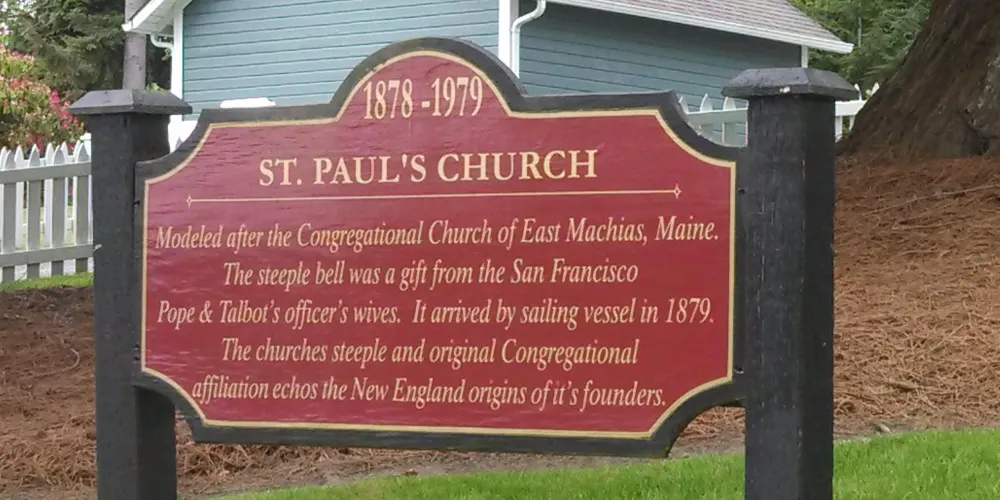 1878 -1979
ST. PAUL'S CHURCH
Modeled after the Congregational Church of East Machias, Maine.
The steeple bell was a gift from the San Francisco
Pope & Talbot's officer's wives. It arrived by sailing vessel in 1879.
The churches steeple and original Congregational
affiliation echos the New England origins of it's founders.